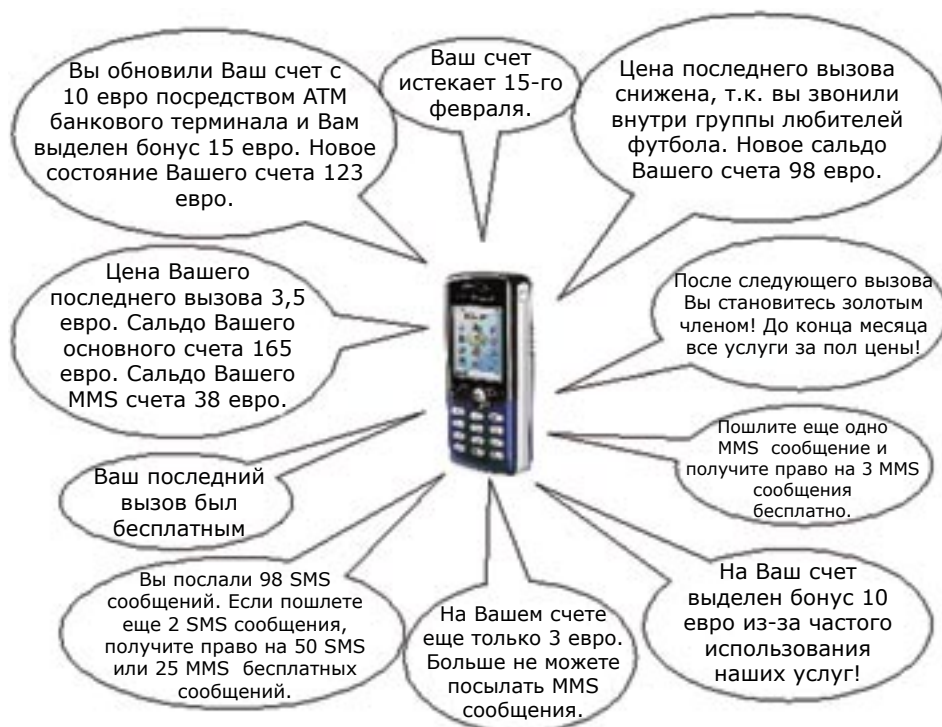 Вы обновили Ваш счет с
10 евро посредством ATM
банкового терминала и Вам
выделен бонус 15 евро. Новое
состояние Вашего счета 123
евро.
Ваш счет
истекает 15-го
февраля.
Цена последнего вызова
снижена, т.к. вы звонили
внутри группы любителей
футбола. Новое сальдо
Вашего счета 98 евро.
Цена Вашего
последнего вызова 3,5
евро. Сальдо Вашего
основного счета 165
евро. Сальдо Вашего
MMS счета 38 евро.
После следующего вызова
Вы становитесь золотым
членом! До конца месяца
все услуги за пол цены!
Ваш последний
вызов был
бесплатным
Пошлите еще одно
MMS сообщение и
получите право на 3 MMS
сообщения
бесплатно.
Вы послали 98 SMS
сообщений. Если пошлете
еще 2 SMS сообщения,
получите право на 50 SMS
или 25 MMS бесплатных
сообщений.
На Вашем счете
еще только 3 евро.
Больше не можете
посылать MMS
сообщения.
На Ваш счет
выделен бонус 10
евро из-за частого
использования
наших услуг!